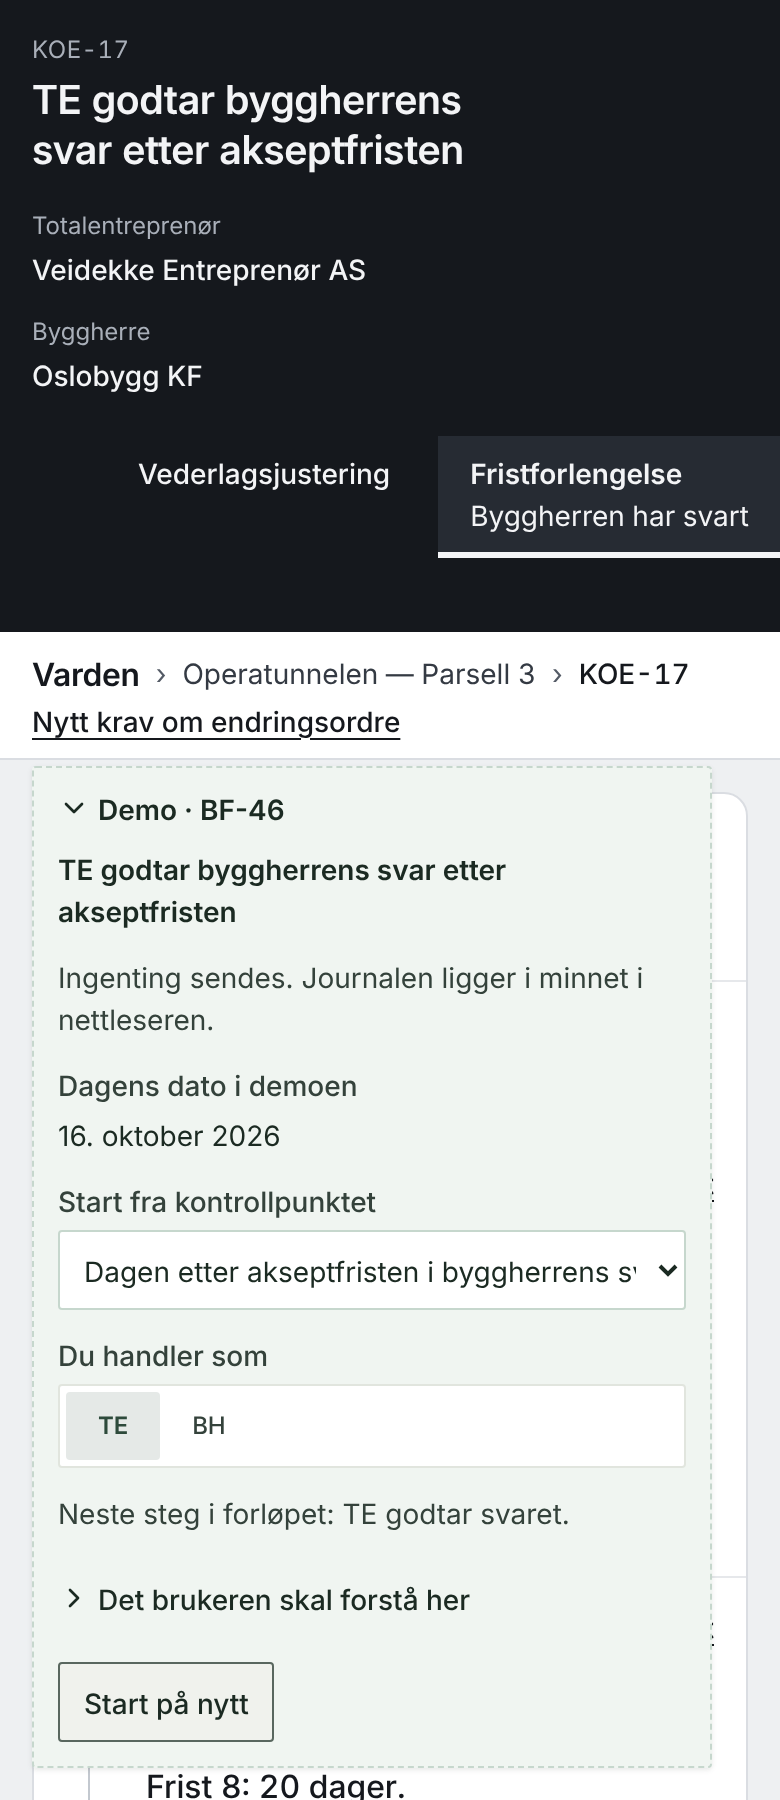 KOE-17
TE godtar byggherrens
svar etter akseptfristen
Totalentreprenør
Veidekke Entreprenør AS
Byggherre
Oslobygg KF
Vederlagsjustering
Fristforlengelse
Byggherren har svart
Varden › Operatunnelen — Parsell 3 › KOE-17
Nytt krav om endringsordre
Demo · BF-46
TE godtar byggherrens svar etter
akseptfristen
Ingenting sendes. Journalen ligger i minnet i
nettleseren.
Dagens dato i demoen
16. oktober 2026
Start fra kontrollpunktet
Dagen etter akseptfristen i byggherrens
Du handler som
TE BH
Neste steg i forløpet: TE godtar svaret.
Det brukeren skal forstå her
Start på nytt
Frist 8: 20 dager.